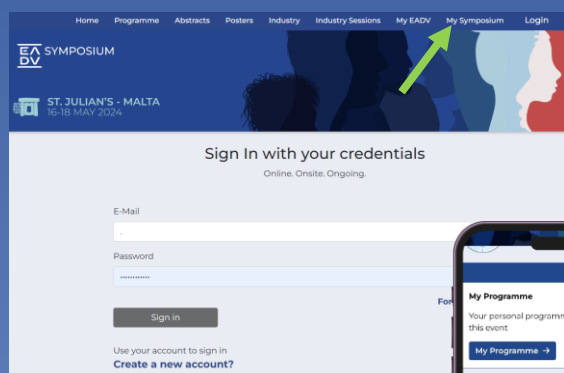 Home Programme Abstracts Posters Industry Industry Sessions My EADV My Symposium Login
EADV SYMPOSIUM
ST. JULIAN'S - MALTA
16-18 MAY 2024
Sign In with your credentials
Online. Onsite. Ongoing.
E-Mail
Password
Sign in
Use your account to sign in
Create a new account?
My Programme
Your personal programm
this event
My Programme →